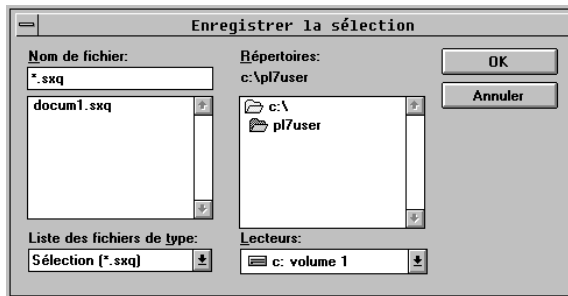 Enregistrer la sélection
Nom de fichier:
*.sxq
docum1.sxq
Liste des fichiers de type:
Sélection (*.sxq)
Répertoires:
c:\pl7user
c:\
pl7user
Lecteurs:
c: volume 1
OK
Annuler